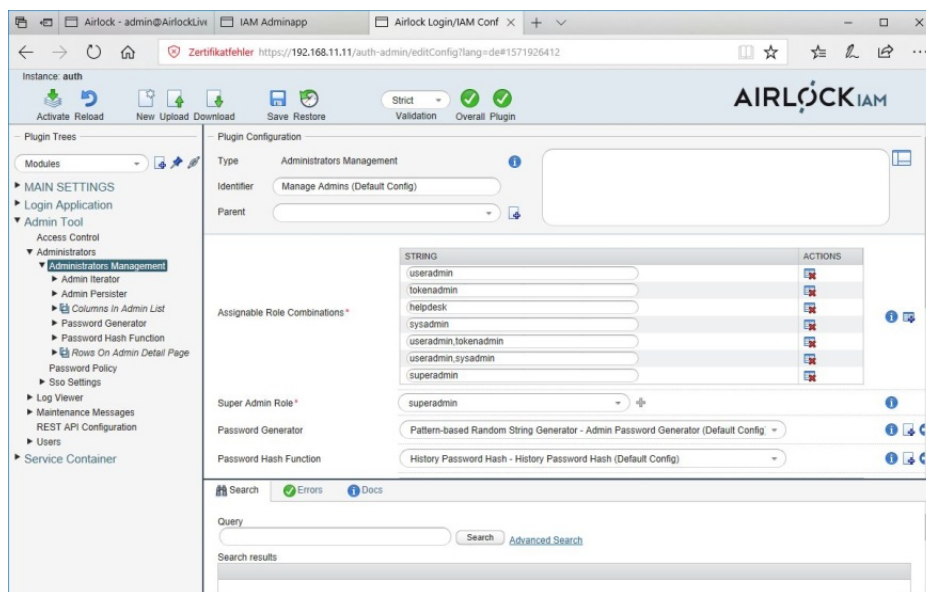 Airlock - admin@AirlockLive
IAM Adminapp
Airlock Login/IAM Conf
Zertifikatfehler https://192.168.11.11/auth-admin/editConfig?lang=de#1571926412
Instance: auth
Activate Reload New Upload Download Save Restore
Strict
Validation Overall Plugin
AIRLOCK IAM
Plugin Trees
Modules
MAIN SETTINGS
Login Application
Admin Tool
Access Control
Administrators
Administrators Management
Admin Iterator
Admin Persister
Columns In Admin List
Password Generator
Password Hash Function
Rows On Admin Detail Page
Password Policy
Sso Settings
Log Viewer
Maintenance Messages
REST API Configuration
Users
Service Container
Plugin Configuration
Type Administrators Management
Identifier Manage Admins (Default Config)
Parent
STRING ACTIONS
Assignable Role Combinations*
useradmin
tokenadmin
helpdesk
sysadmin
useradmin,tokenadmin
useradmin,sysadmin
superadmin
Super Admin Role* superadmin
Password Generator Pattern-based Random String Generator - Admin Password Generator (Default Config)
Password Hash Function History Password Hash - History Password Hash (Default Config)
Search Errors Docs
Query
Search Advanced Search
Search results